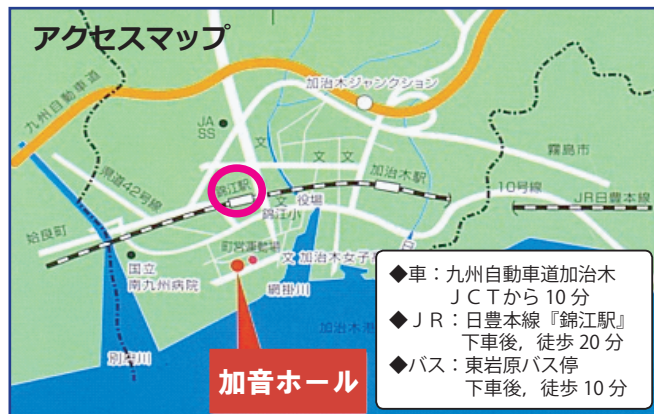 アクセスマップ
加治木ジャンクション
九州自動車道
JA
SS
文
文
文
県道42号線
錦江駅
加治木駅
霧島市
10号線
JR日豊本線
文
役場
錦江小
姶良町
町営運動場
国立
南九州病院
文
加治木女子高
網掛川
別府川
加治木港
加音ホール
◆車:九州自動車道加治木
JCTから10分
◆JR:日豊本線『錦江駅』
下車後,徒歩20分
◆バス:東岩原バス停
下車後,徒歩10分